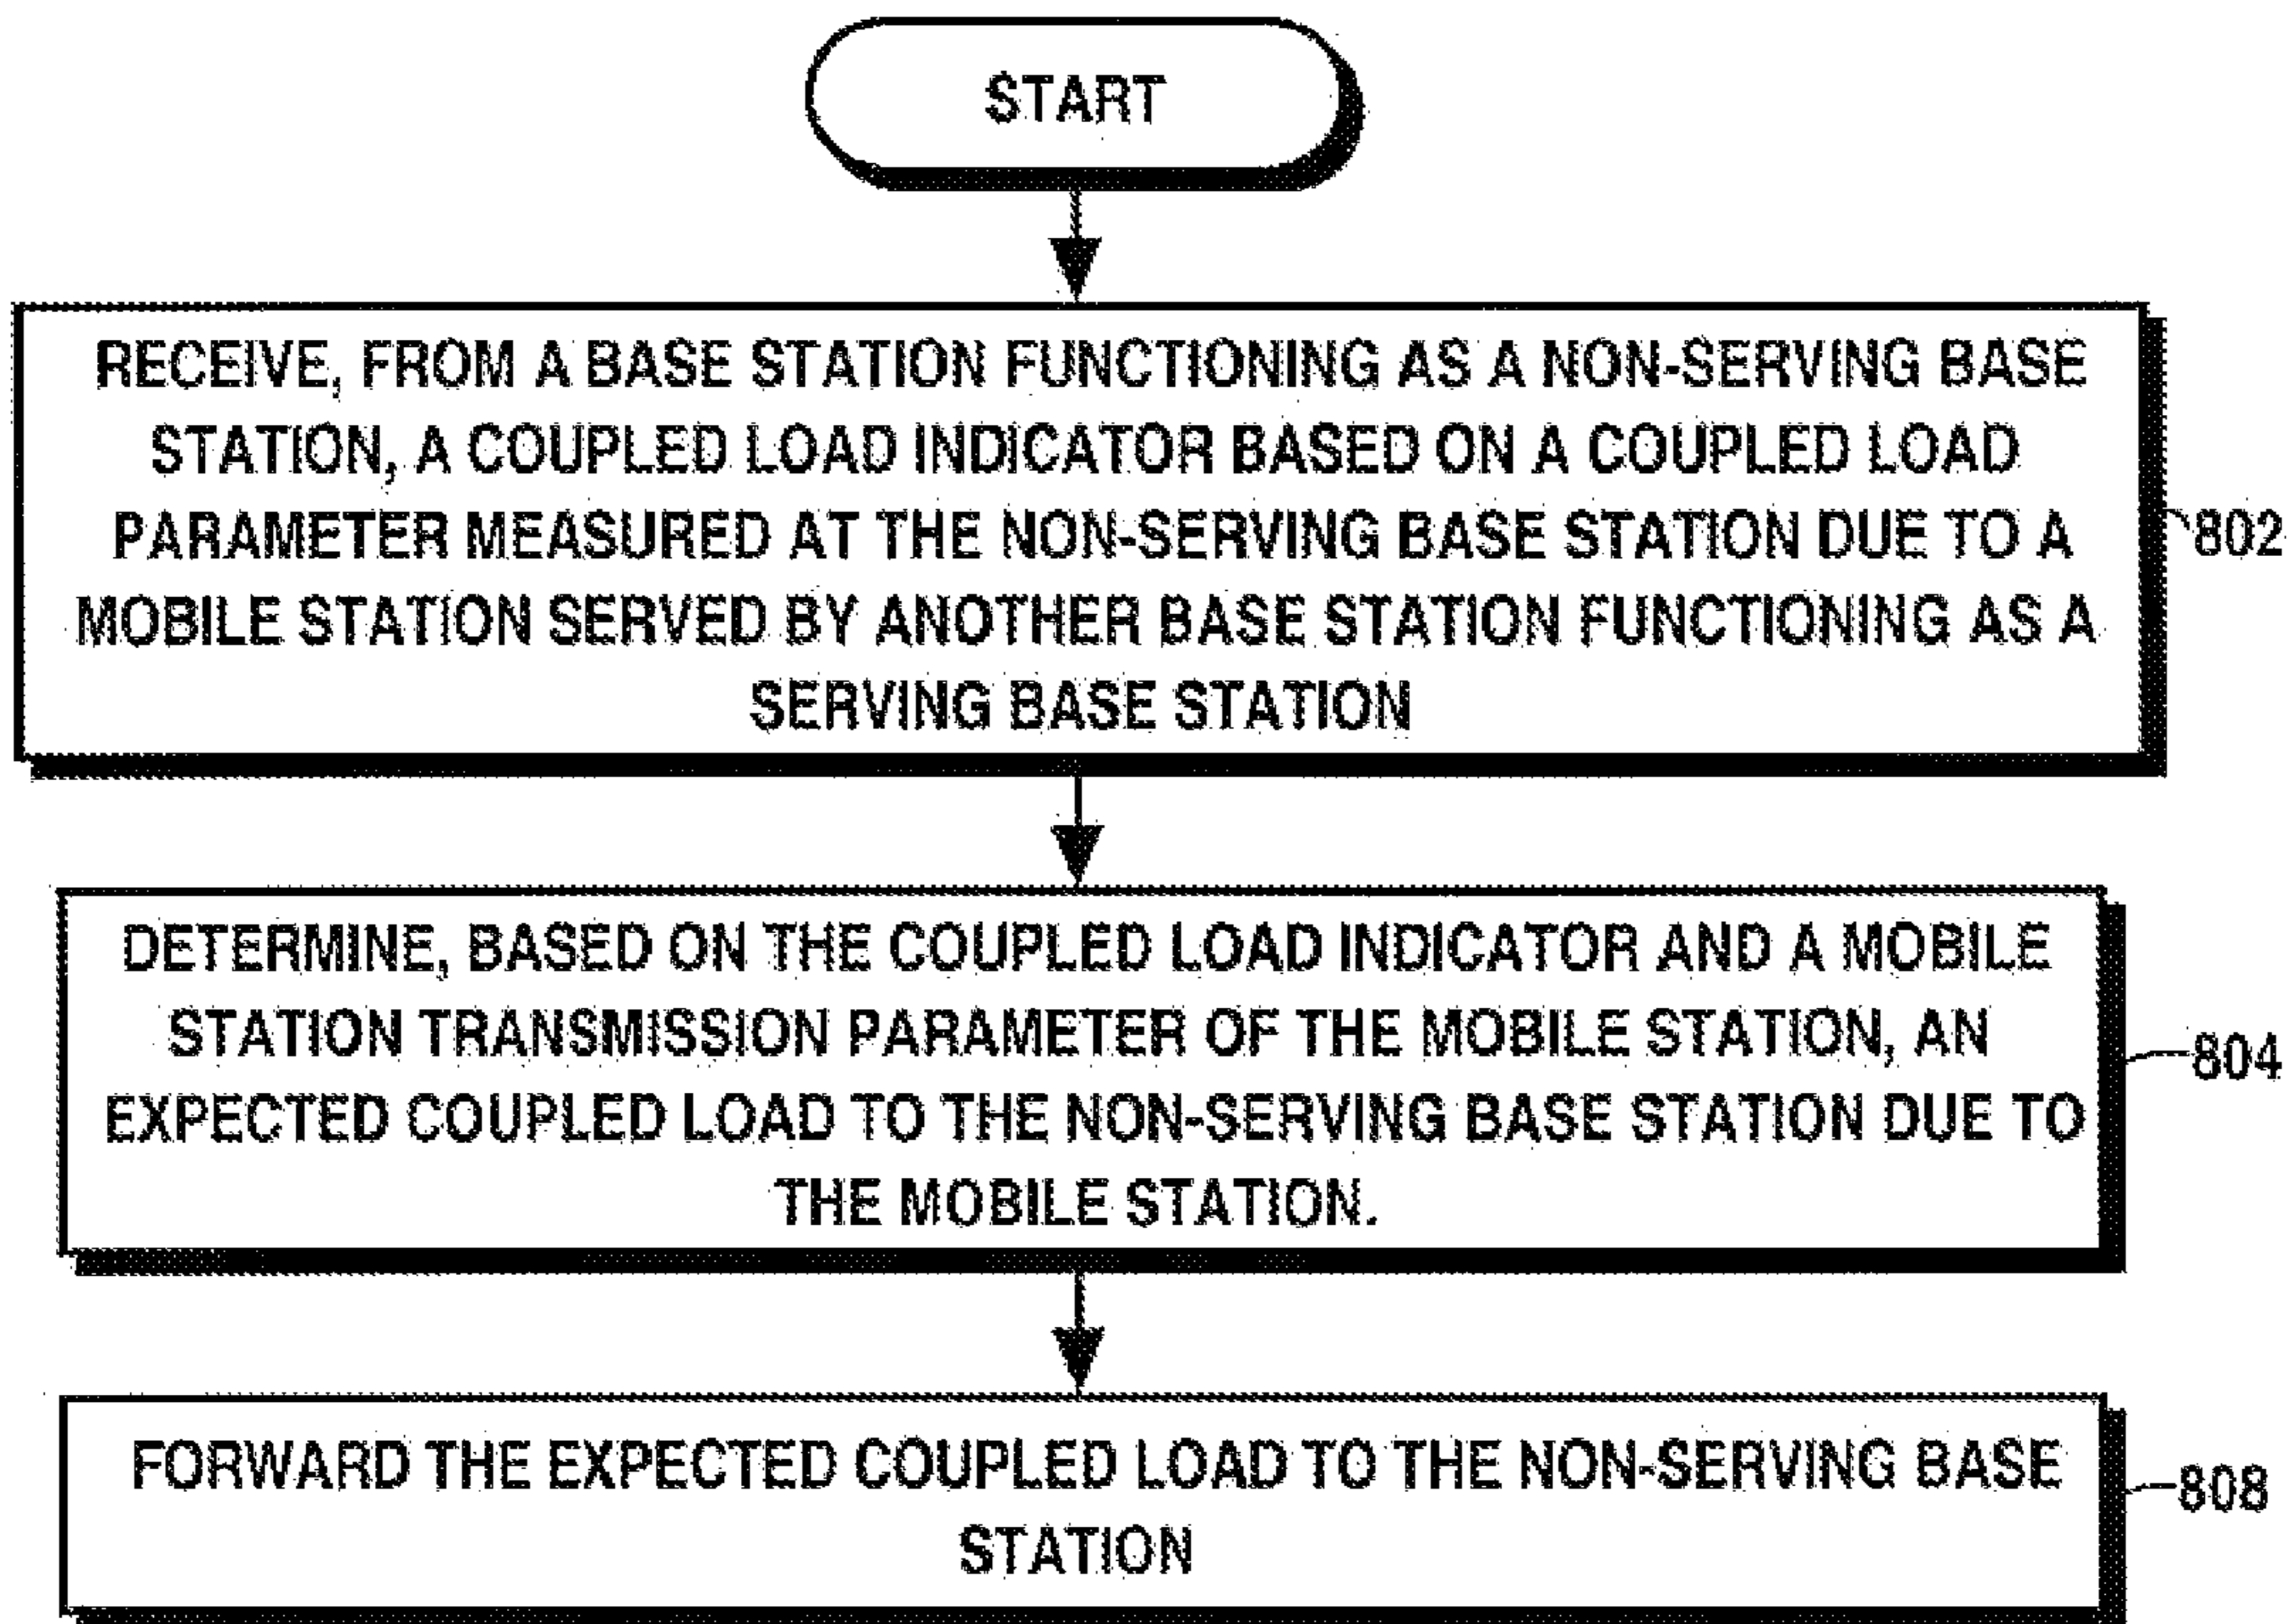 START
RECEIVE, FROM A BASE STATION FUNCTIONING AS A NON-SERVING BASE
STATION, A COUPLED LOAD INDICATOR BASED ON A COUPLED LOAD
PARAMETER MEASURED AT THE NON-SERVING BASE STATION DUE TO A
MOBILE STATION SERVED BY ANOTHER BASE STATION FUNCTIONING AS A
SERVING BASE STATION
802
DETERMINE, BASED ON THE COUPLED LOAD INDICATOR AND A MOBILE
STATION TRANSMISSION PARAMETER OF THE MOBILE STATION, AN
EXPECTED COUPLED LOAD TO THE NON-SERVING BASE STATION DUE TO
THE MOBILE STATION.
804
FORWARD THE EXPECTED COUPLED LOAD TO THE NON-SERVING BASE
STATION
808